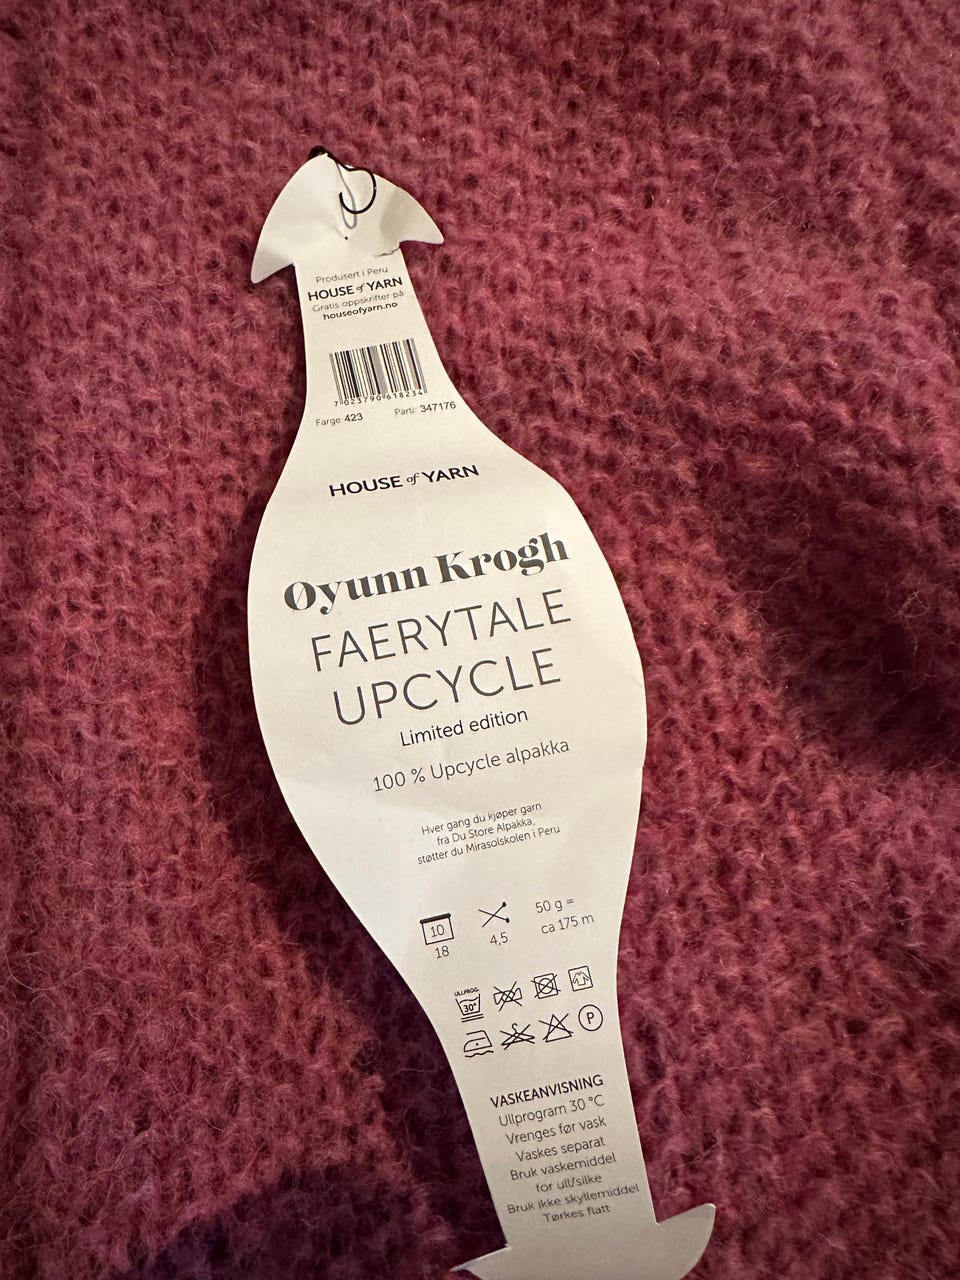 Produsert i Peru
HOUSE of YARN
Gratis oppskrifter på
houseofyarn.no
7 023790 618234
Farge 423 Parti: 347176
HOUSE of YARN
Øyunn Krogh
FAERYTALE
UPCYCLE
Limited edition
100 % Upcycle alpakka
Hver gang du kjøper garn
fra Du Store Alpakka,
støtter du Mirasolskolen i Peru
10
18
4,5
50 g =
ca 175 m
ULLPROG.
30°
P
VASKEANVISNING
Ullprogram 30 °C
Vrenges før vask
Vaskes separat
Bruk vaskemiddel
for ull/silke
Bruk ikke skyllemiddel
Tørkes flatt